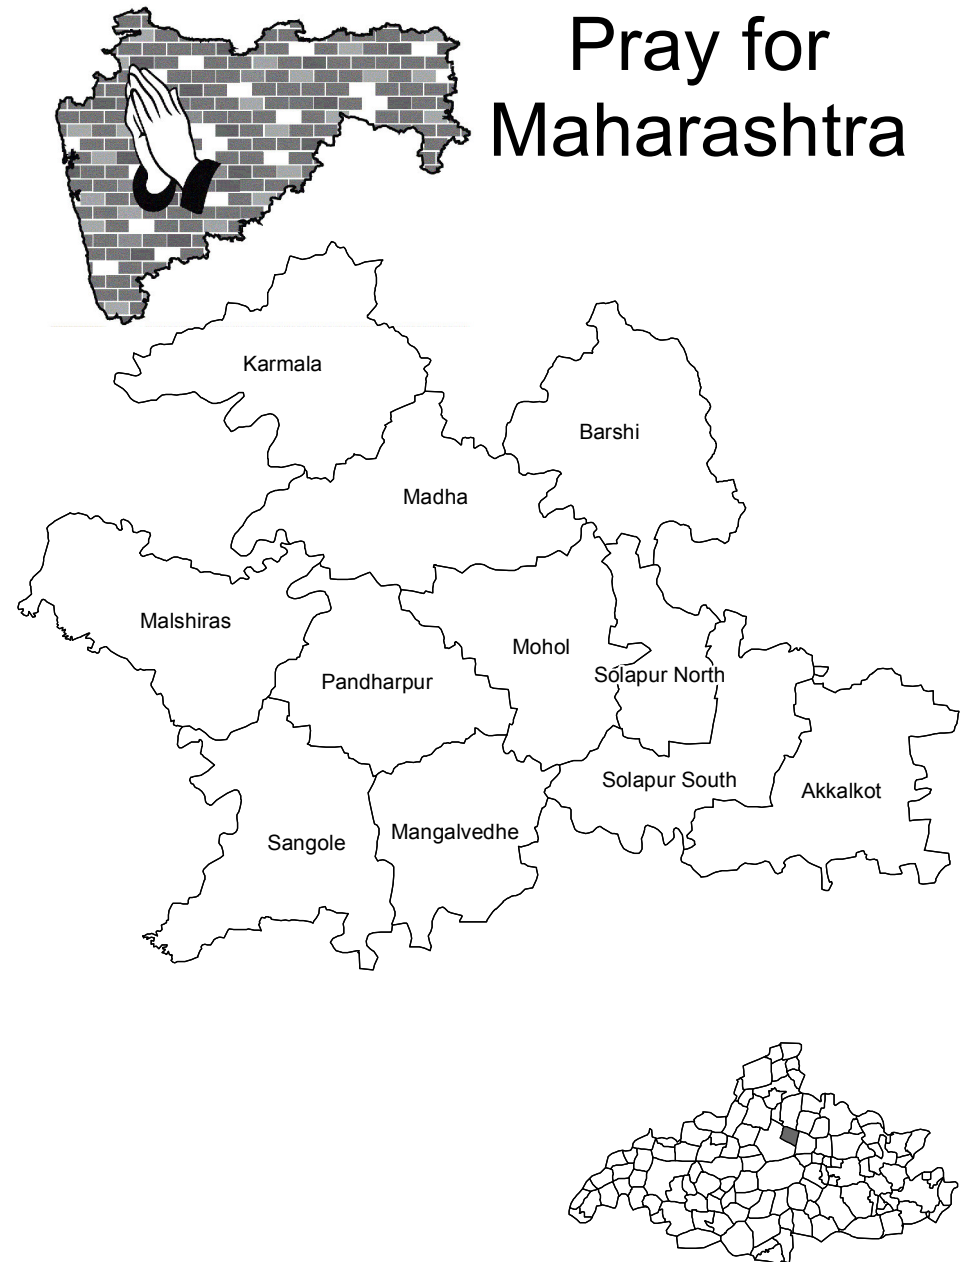 Pray for
Maharashtra
Karmala
Barshi
Madha
Malshiras
Mohol
Solapur North
Pandharpur
Solapur South
Akkalkot
Mangalvedhe
Sangole